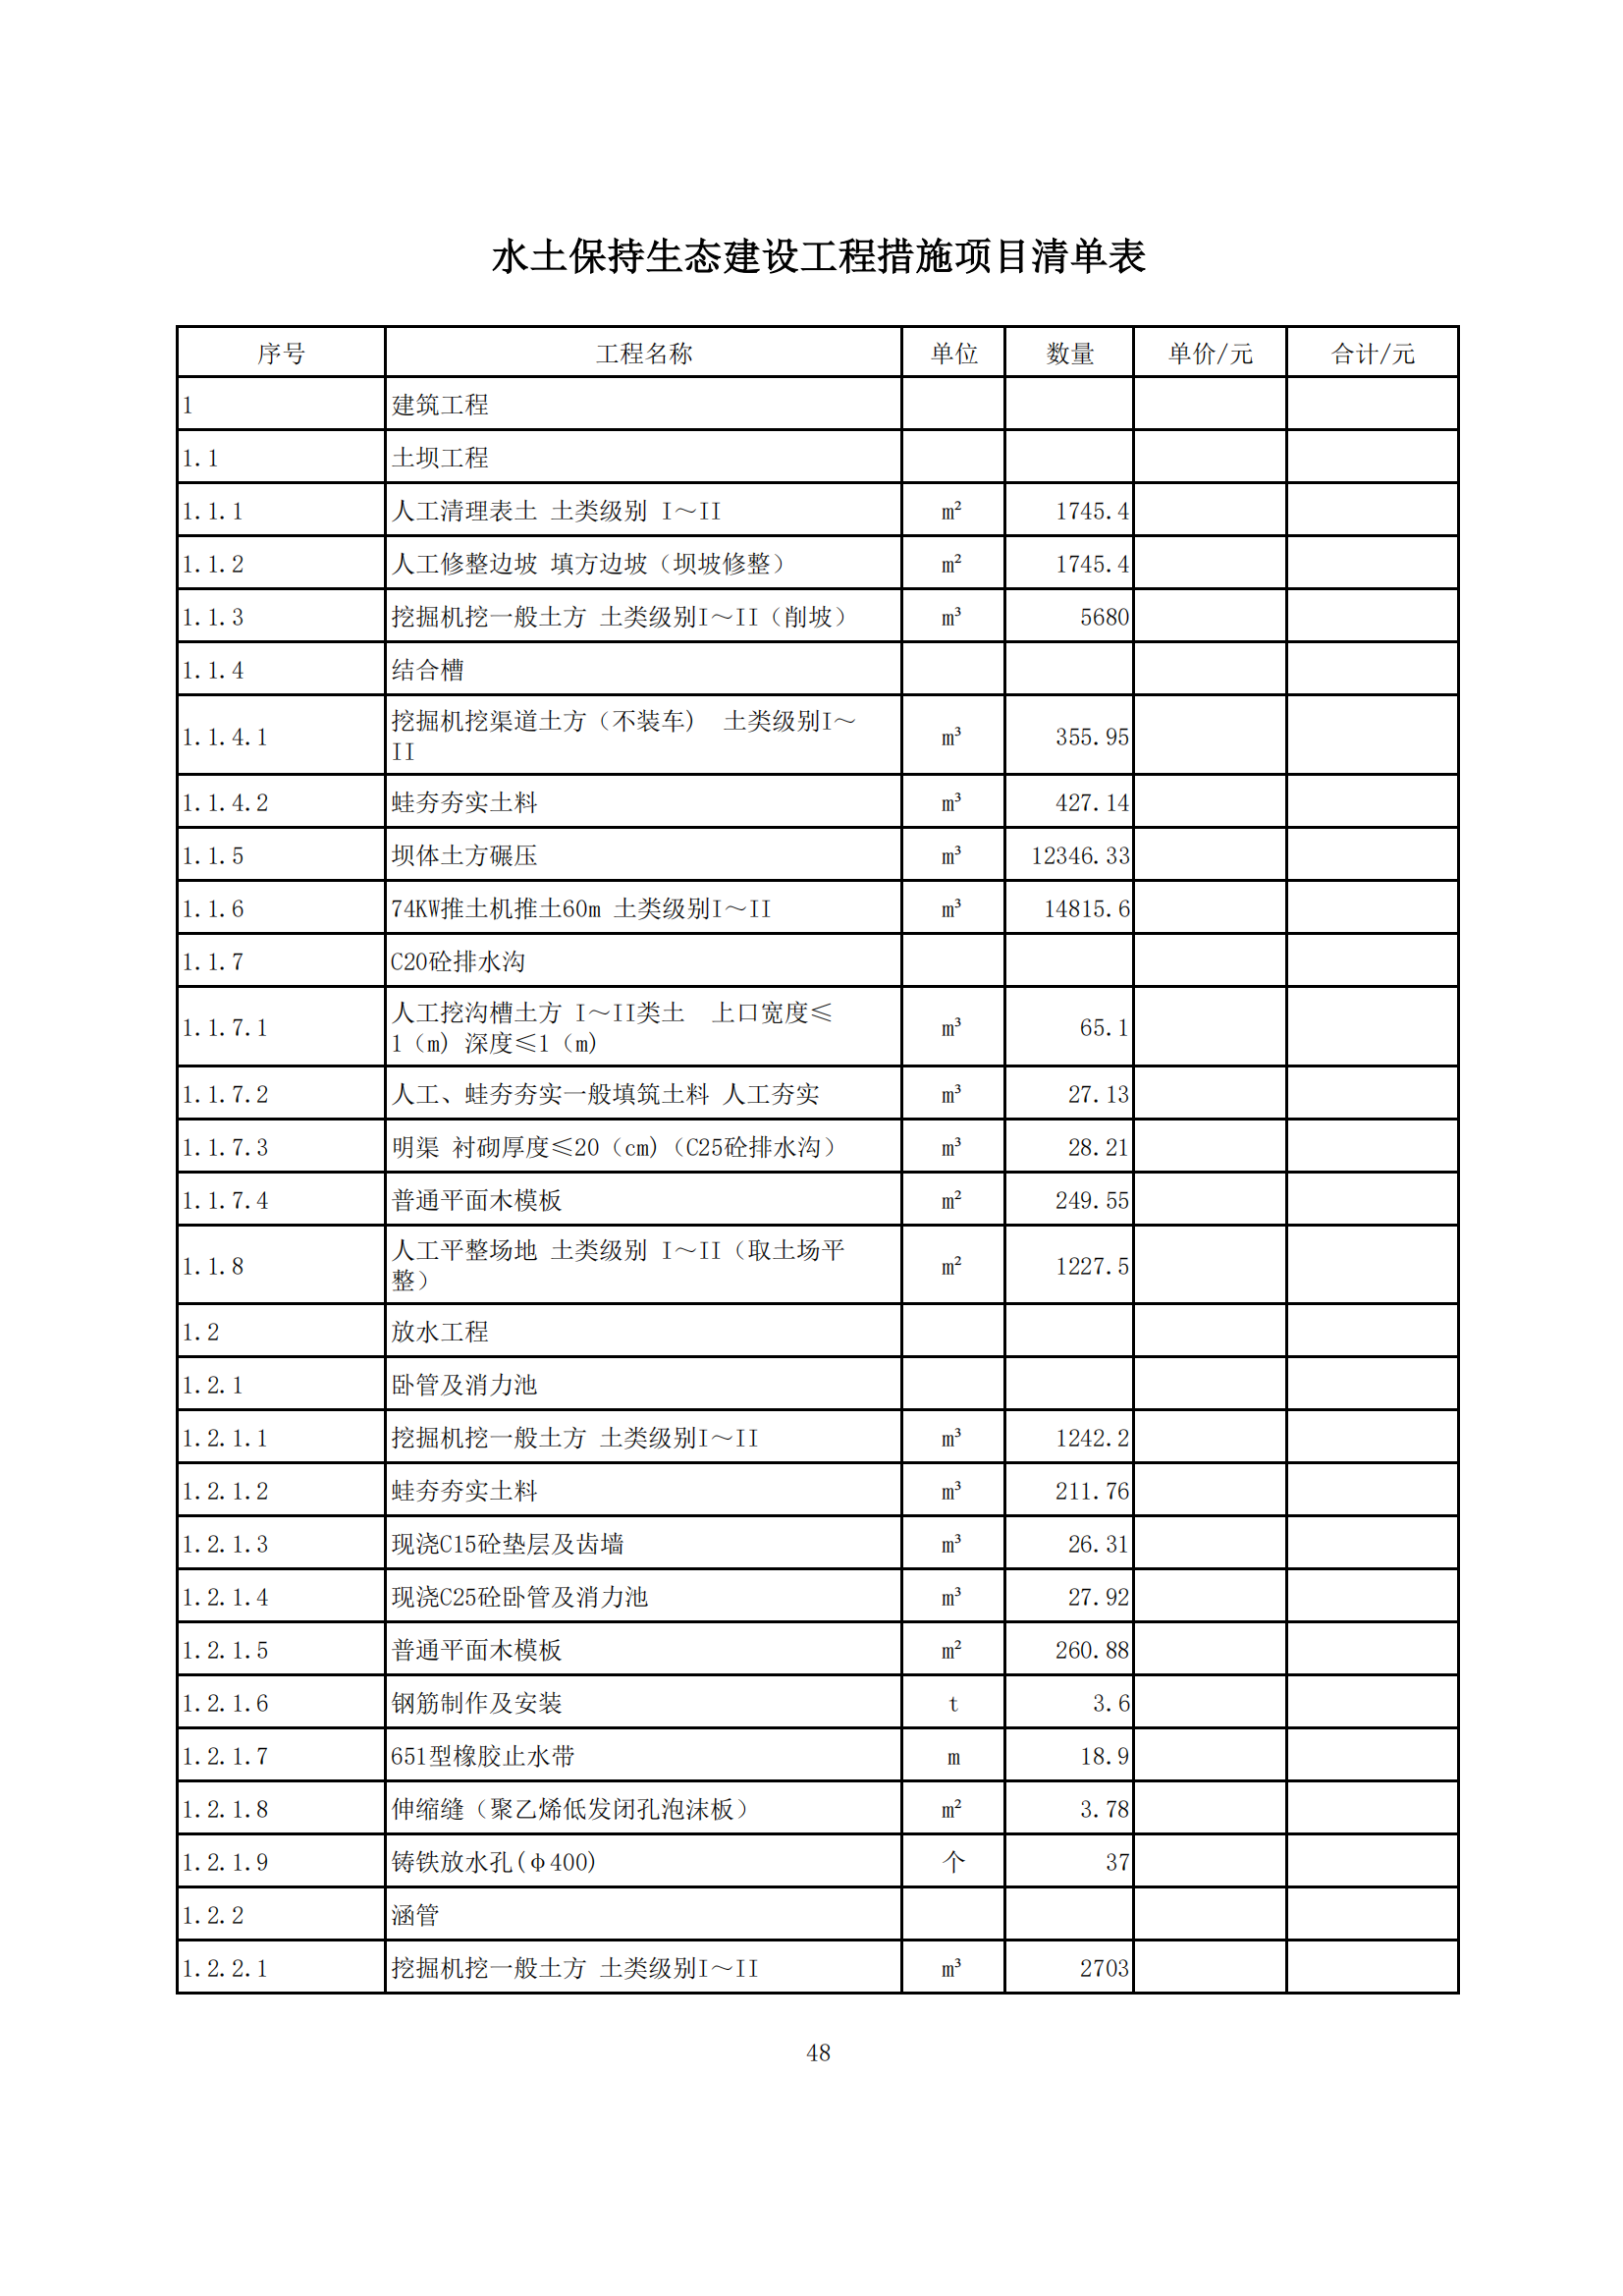 水土保持生态建设工程措施项目清单表
序号 工程名称 单位 数量 单价/元 合计/元
1 建筑工程
1.1 土坝工程
1.1.1 人工清理表土 土类级别 I～II m² 1745.4
1.1.2 人工修整边坡 填方边坡（坝坡修整） m² 1745.4
1.1.3 挖掘机挖一般土方 土类级别I～II（削坡） m³ 5680
1.1.4 结合槽
1.1.4.1 挖掘机挖渠道土方（不装车) 土类级别I～
II m³ 355.95
1.1.4.2 蛙夯夯实土料 m³ 427.14
1.1.5 坝体土方碾压 m³ 12346.33
1.1.6 74KW推土机推土60m 土类级别I～II m³ 14815.6
1.1.7 C20砼排水沟
1.1.7.1 人工挖沟槽土方 I～II类土 上口宽度≤
1（m) 深度≤1（m) m³ 65.1
1.1.7.2 人工、蛙夯夯实一般填筑土料 人工夯实 m³ 27.13
1.1.7.3 明渠 衬砌厚度≤20（cm)（C25砼排水沟） m³ 28.21
1.1.7.4 普通平面木模板 m² 249.55
1.1.8 人工平整场地 土类级别 I～II（取土场平
整） m² 1227.5
1.2 放水工程
1.2.1 卧管及消力池
1.2.1.1 挖掘机挖一般土方 土类级别I～II m³ 1242.2
1.2.1.2 蛙夯夯实土料 m³ 211.76
1.2.1.3 现浇C15砼垫层及齿墙 m³ 26.31
1.2.1.4 现浇C25砼卧管及消力池 m³ 27.92
1.2.1.5 普通平面木模板 m² 260.88
1.2.1.6 钢筋制作及安装 t 3.6
1.2.1.7 651型橡胶止水带 m 18.9
1.2.1.8 伸缩缝（聚乙烯低发闭孔泡沫板） m² 3.78
1.2.1.9 铸铁放水孔(φ400) 个 37
1.2.2 涵管
1.2.2.1 挖掘机挖一般土方 土类级别I～II m³ 2703
48